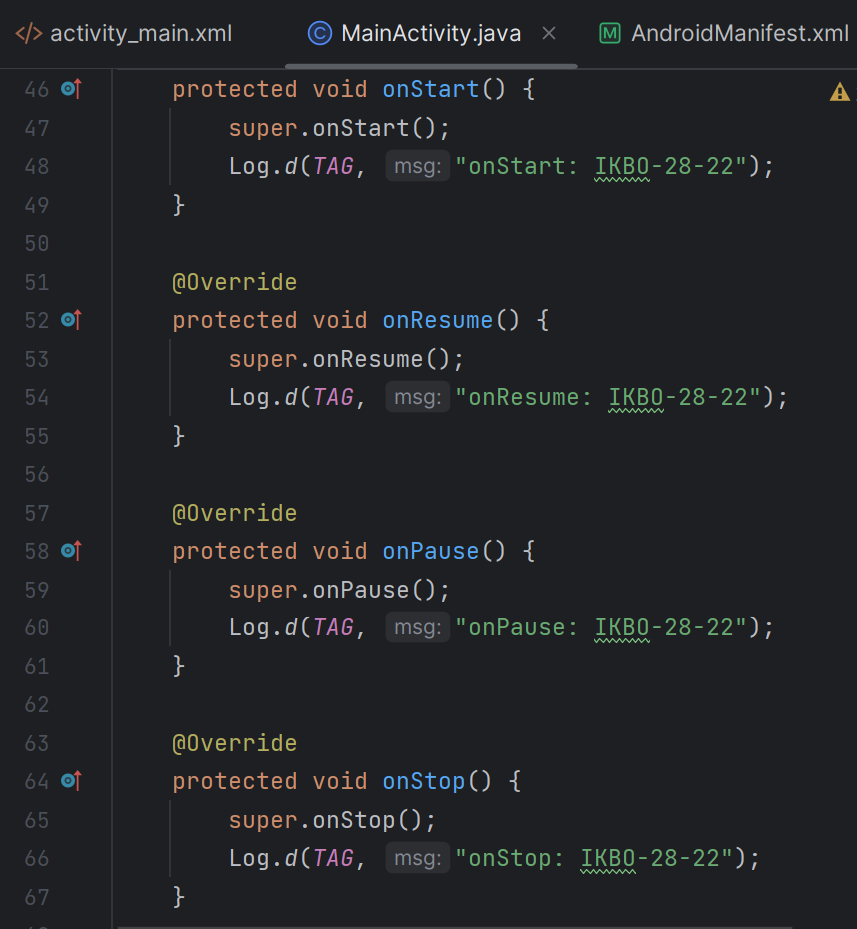 activity_main.xml MainActivity.java AndroidManifest.xml
46 protected void onStart() {
47 super.onStart();
48 Log.d(TAG, msg: "onStart: IKBO-28-22");
49 }
50
51 @Override
52 protected void onResume() {
53 super.onResume();
54 Log.d(TAG, msg: "onResume: IKBO-28-22");
55 }
56
57 @Override
58 protected void onPause() {
59 super.onPause();
60 Log.d(TAG, msg: "onPause: IKBO-28-22");
61 }
62
63 @Override
64 protected void onStop() {
65 super.onStop();
66 Log.d(TAG, msg: "onStop: IKBO-28-22");
67 }